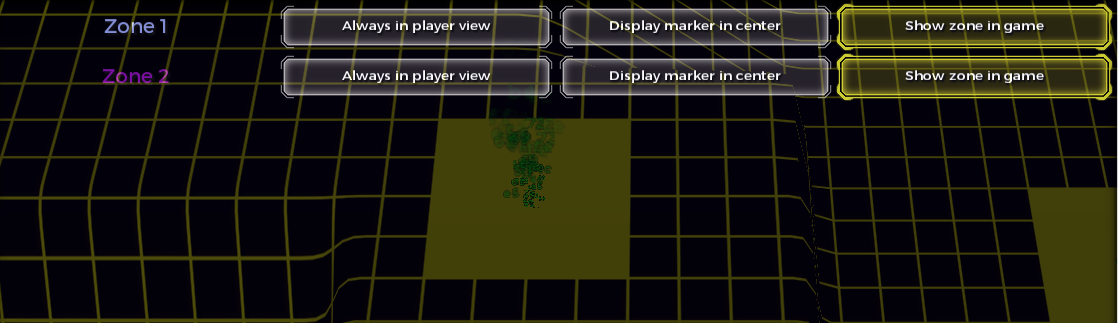 Zone 1 Always in player view Display marker in center Show zone in game
Zone 2 Always in player view Display marker in center Show zone in game